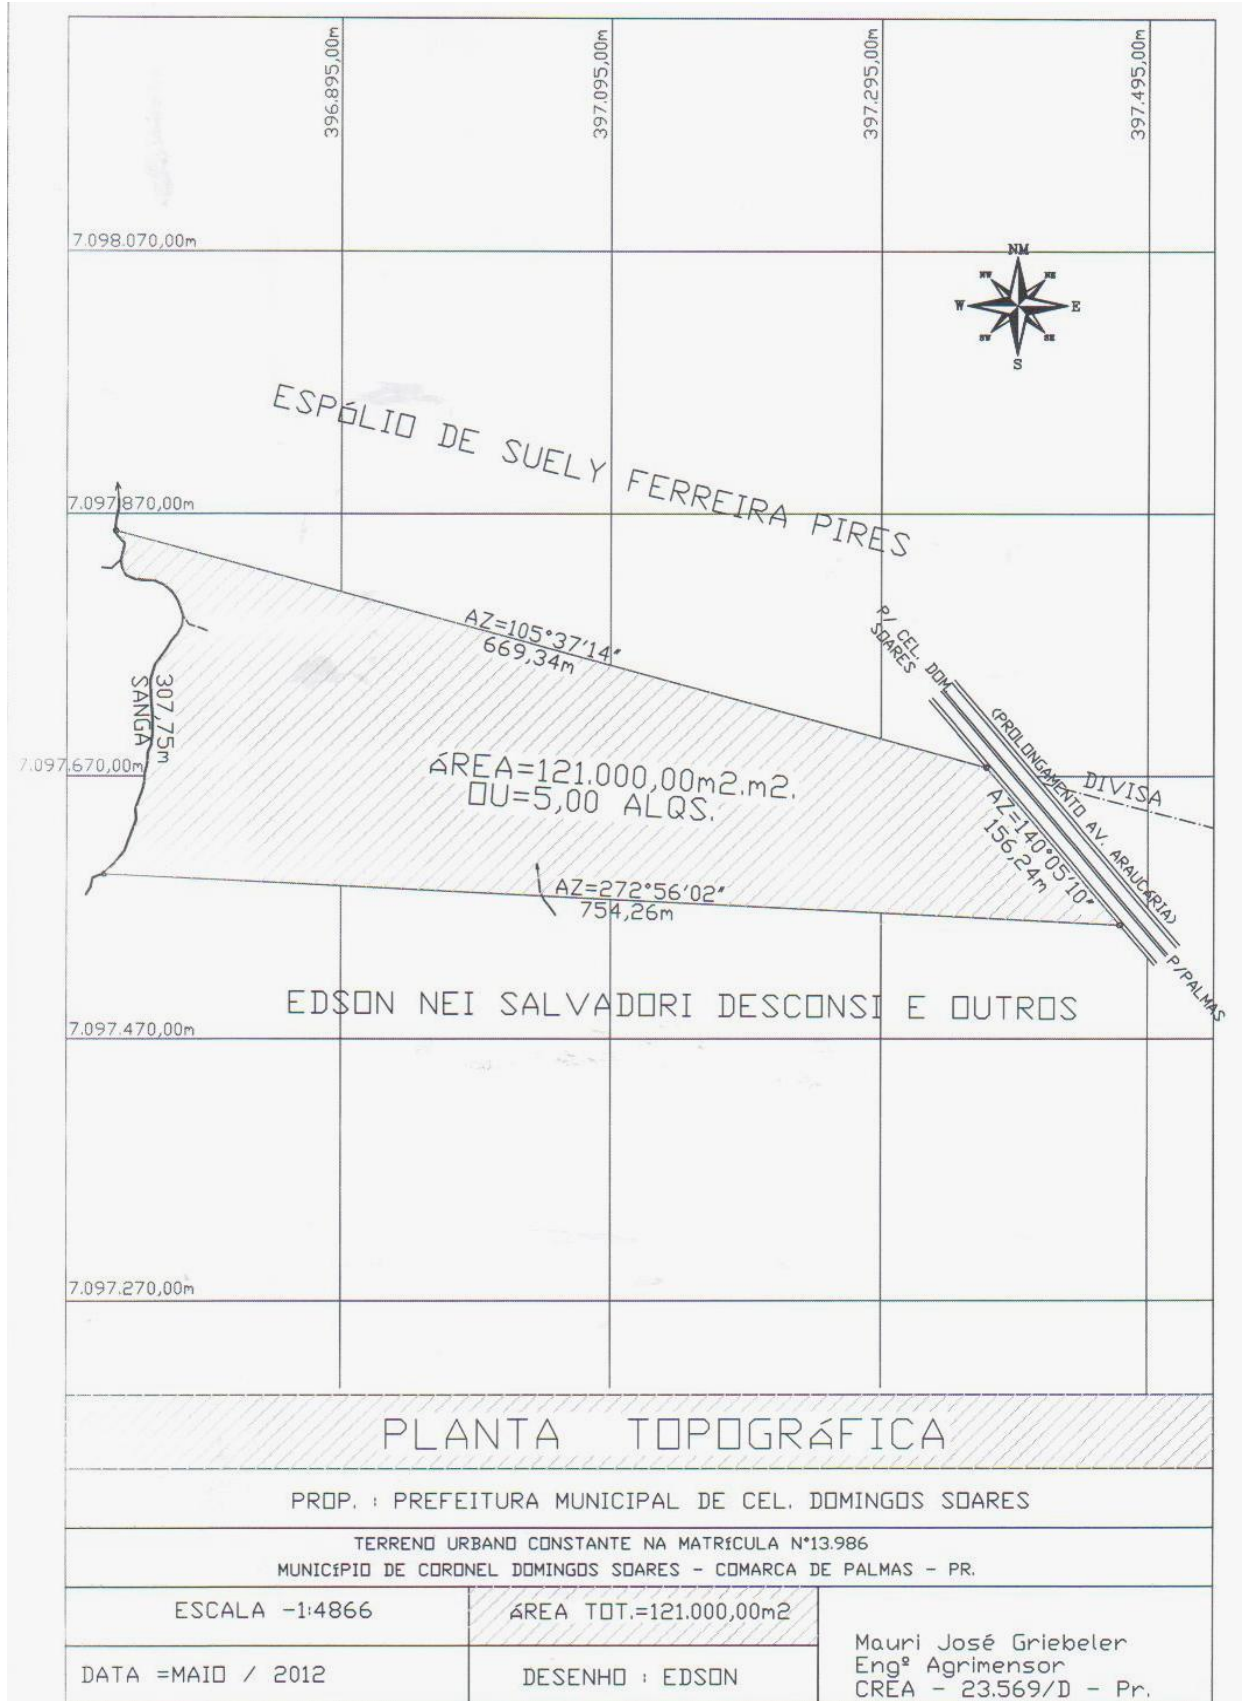 396.895,00m
397.095,00m
397.295,00m
397.495,00m
7.098.070,00m
NM
NW
NE
W
E
SW
SE
S
ESPÓLIO DE SUELY FERREIRA PIRES
7.097.870,00m
AZ=105°37'14"
669,34m
P/ CEL. DOM.
SOARES
(PROLONGAMENTO AV. ARAUCÁRIA)
DIVISA
307,75m
SANGA
7.097.670,00m
ÁREA=121.000,00m2.m2.
OU=5,00 ALQS.
AZ=140°05'10"
156,24m
AZ=272°56'02"
754,26m
P/PALMAS
EDSON NEI SALVADORI DESCONSI E OUTROS
7.097.470,00m
7.097.270,00m
PLANTA TOPOGRÁFICA
PROP. : PREFEITURA MUNICIPAL DE CEL. DOMINGOS SOARES
TERRENO URBANO CONSTANTE NA MATRÍCULA N°13.986
MUNICÍPIO DE CORONEL DOMINGOS SOARES - COMARCA DE PALMAS - PR.
ESCALA -1:4866
ÁREA TOT.=121.000,00m2
DATA =MAIO / 2012
DESENHO : EDSON
Mauri José Griebeler
Engº Agrimensor
CREA - 23.569/D - Pr.